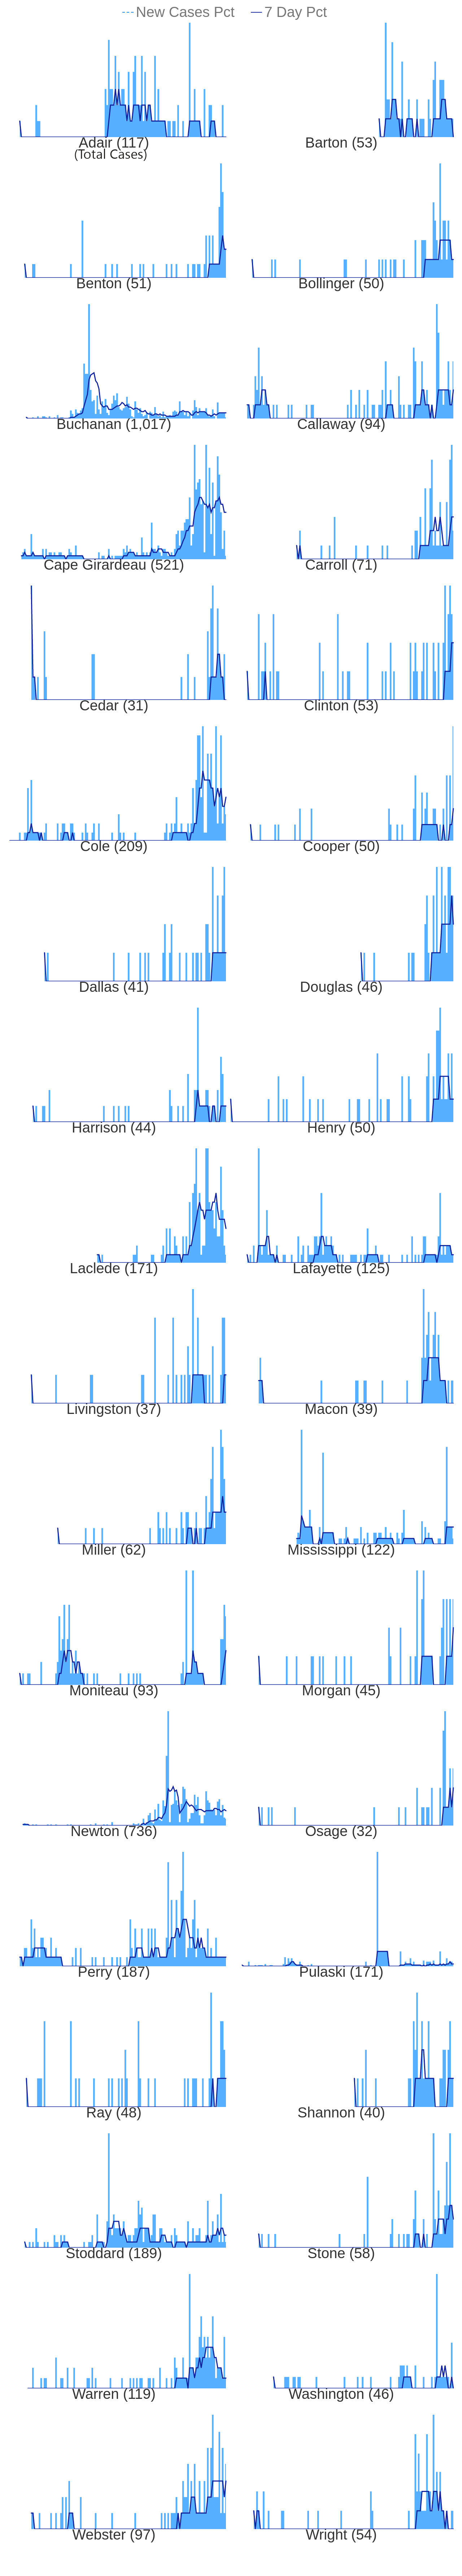 New Cases Pct 7 Day Pct
Adair (117)
(Total Cases)
Barton (53)
Benton (51)
Bollinger (50)
Buchanan (1,017)
Callaway (94)
Cape Girardeau (521)
Carroll (71)
Cedar (31)
Clinton (53)
Cole (209)
Cooper (50)
Dallas (41)
Douglas (46)
Harrison (44)
Henry (50)
Laclede (171)
Lafayette (125)
Livingston (37)
Macon (39)
Miller (62)
Mississippi (122)
Moniteau (93)
Morgan (45)
Newton (736)
Osage (32)
Perry (187)
Pulaski (171)
Ray (48)
Shannon (40)
Stoddard (189)
Stone (58)
Warren (119)
Washington (46)
Webster (97)
Wright (54)